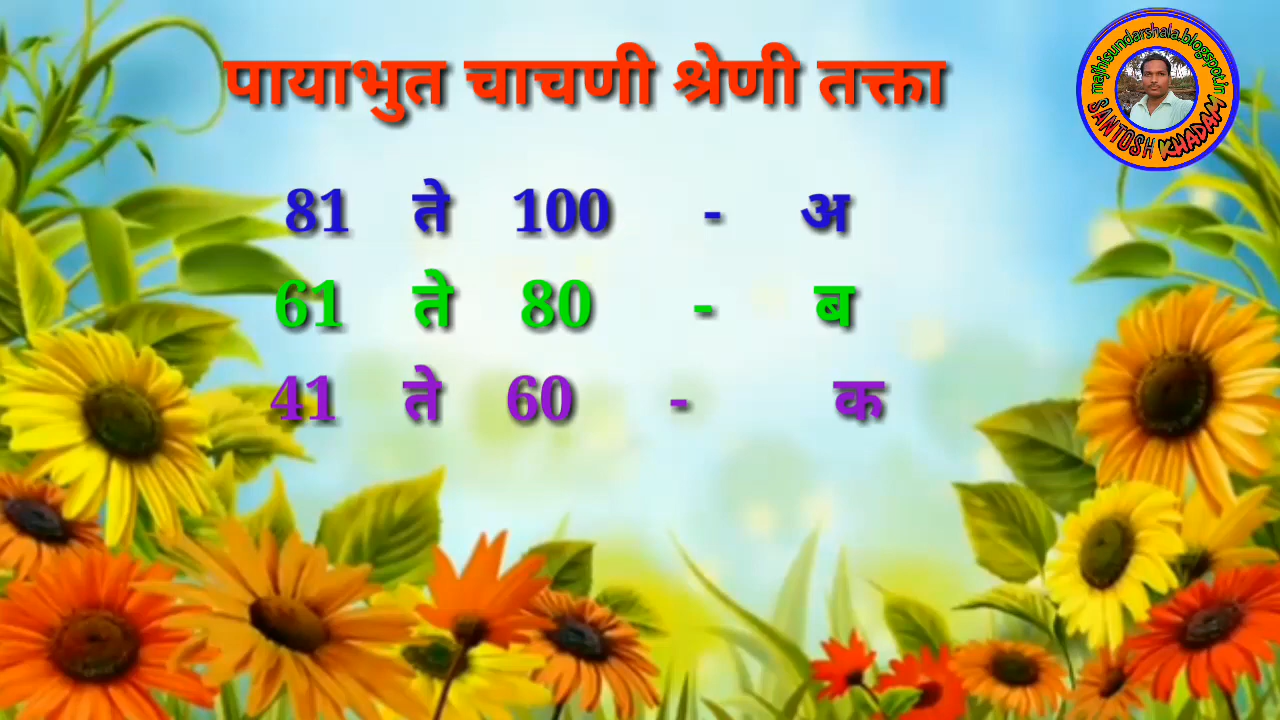 पायाभुत चाचणी श्रेणी तक्ता
majhisundarshala.blogspot.in
SANTOSH KHADAM
81 ते 100 - अ
61 ते 80 - ब
41 ते 60 - क